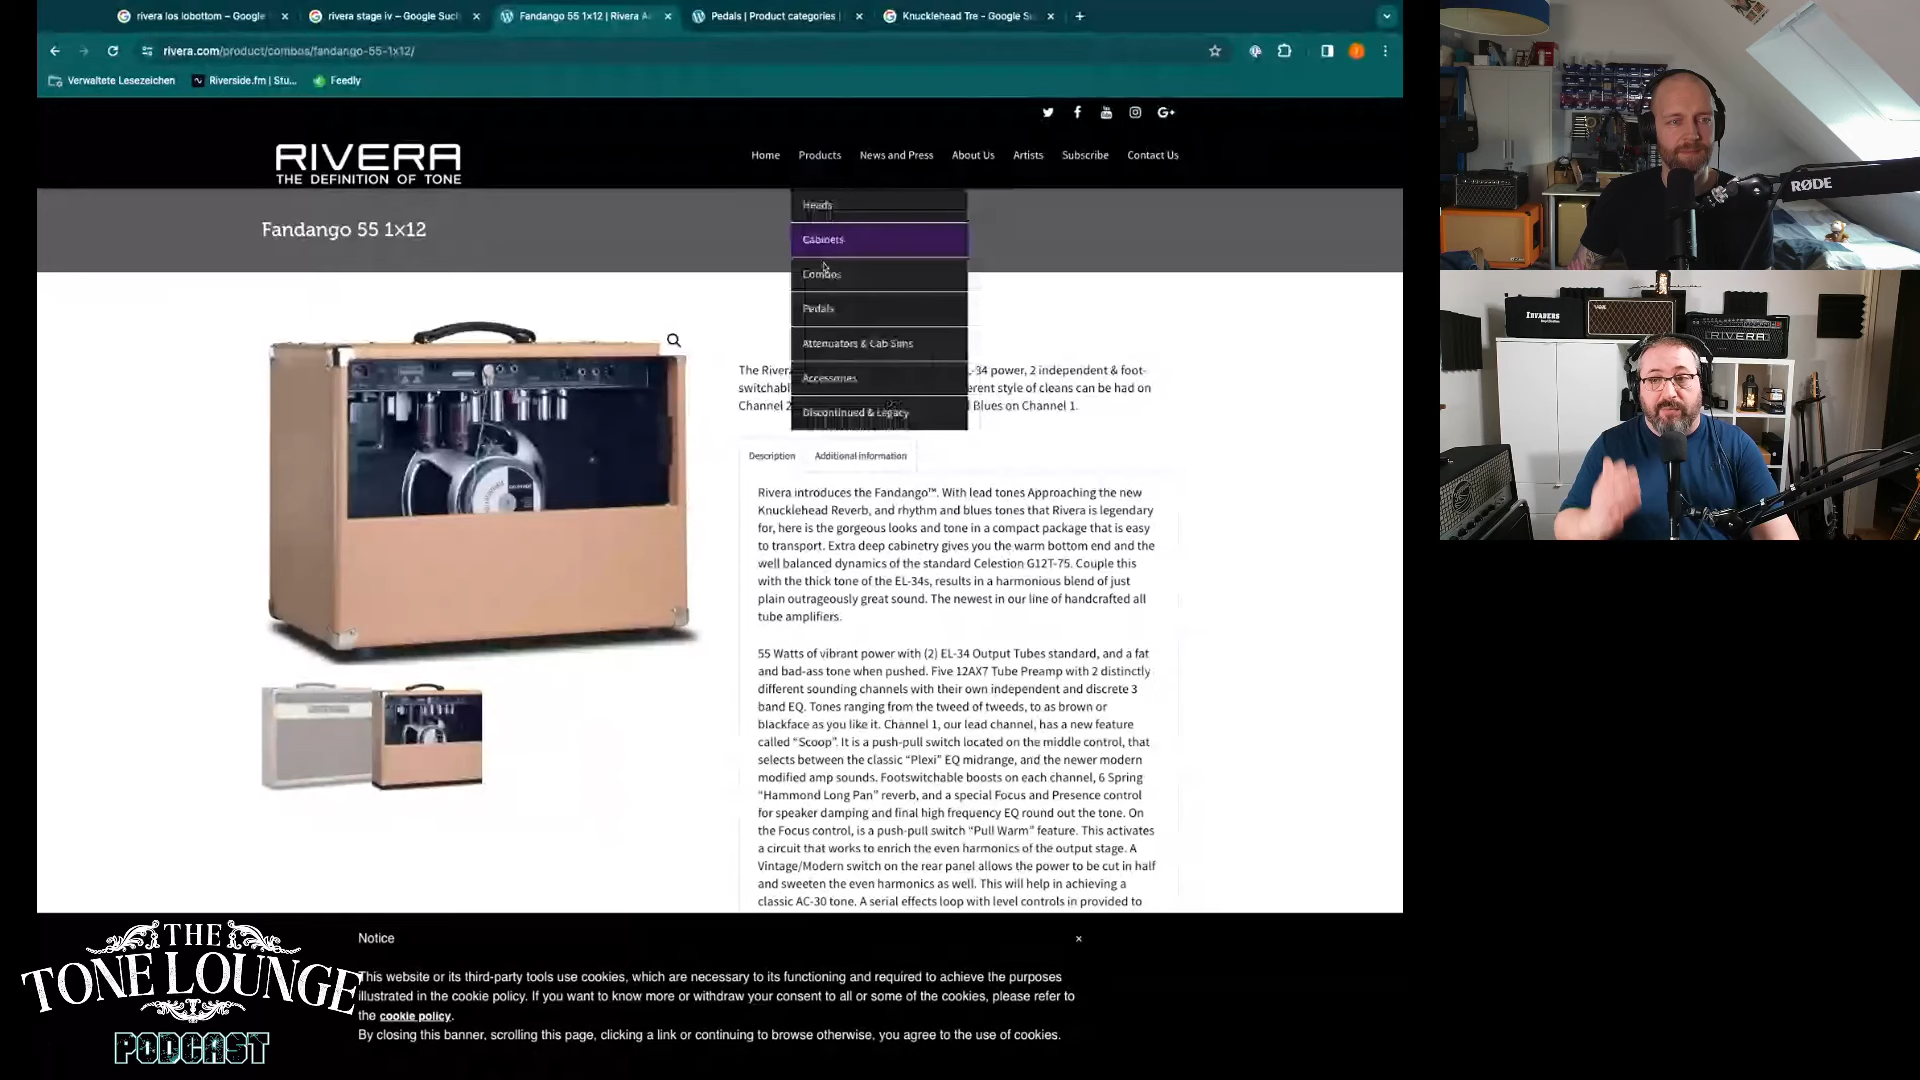 rivera los lobottom – Google
rivera stage iv – Google Suc
Fandango 55 1×12 | Rivera A
Pedals | Product categories |
Knucklehead Tre - Google S
rivera.com/product/combos/fandango-55-1x12/
Verwaltete Lesezeichen
Riverside.fm | Stu...
Feedly
RIVERA
THE DEFINITION OF TONE
Home
Products
News and Press
About Us
Artists
Subscribe
Contact Us
Fandango 55 1×12
Heads
Cabinets
Combos
Pedals
Attenuators & Cab Sims
Accessories
Discontinued & Legacy
The River -34 power, 2 independent & foot-
switchabl rent style of cleans can be had on
Channel 2 Blues on Channel 1.
Description
Additional information
Rivera introduces the Fandango™. With lead tones Approaching the new
Knucklehead Reverb, and rhythm and blues tones that Rivera is legendary
for, here is the gorgeous looks and tone in a compact package that is easy
to transport. Extra deep cabinetry gives you the warm bottom end and the
well balanced dynamics of the standard Celestion G12T-75. Couple this
with the thick tone of the EL-34s, results in a harmonious blend of just
plain outrageously great sound. The newest in our line of handcrafted all
tube amplifiers.
55 Watts of vibrant power with (2) EL-34 Output Tubes standard, and a fat
and bad-ass tone when pushed. Five 12AX7 Tube Preamp with 2 distinctly
different sounding channels with their own independent and discrete 3
band EQ. Tones ranging from the tweed of tweeds, to as brown or
blackface as you like it. Channel 1, our lead channel, has a new feature
called “Scoop”. It is a push-pull switch located on the middle control, that
selects between the classic “Plexi” EQ midrange, and the newer modern
modified amp sounds. Footswitchable boosts on each channel, 6 Spring
“Hammond Long Pan” reverb, and a special Focus and Presence control
for speaker damping and final high frequency EQ round out the tone. On
the Focus control, is a push-pull switch “Pull Warm” feature. This activates
a circuit that works to enrich the even harmonics of the output stage. A
Vintage/Modern switch on the rear panel allows the power to be cut in half
and sweeten the even harmonics as well. This will help in achieving a
classic AC-30 tone. A serial effects loop with level controls in provided to
Notice
This website or its third-party tools use cookies, which are necessary to its functioning and required to achieve the purposes
illustrated in the cookie policy. If you want to know more or withdraw your consent to all or some of the cookies, please refer to
the cookie policy.
By closing this banner, scrolling this page, clicking a link or continuing to browse otherwise, you agree to the use of cookies.
THE
TONE LOUNGE
PODCAST
RØDE
INVADERS